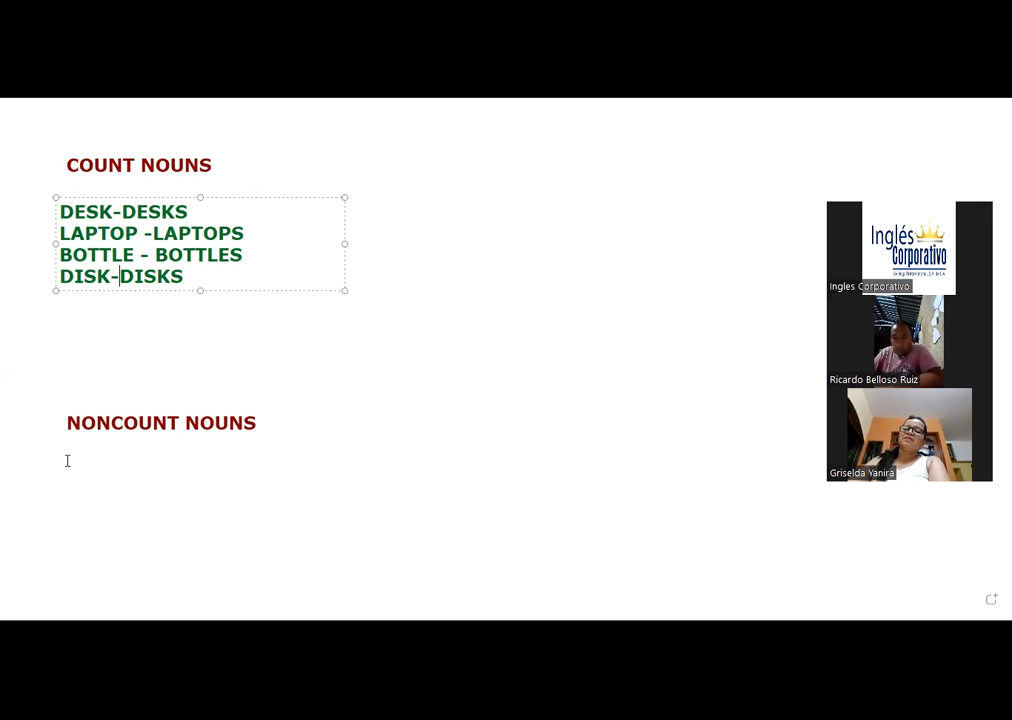 COUNT NOUNS
DESK-DESKS
LAPTOP -LAPTOPS
BOTTLE - BOTTLES
DISK-DISKS
NONCOUNT NOUNS
Inglés
Corporativo
Ingles Corporativo
Ricardo Belloso Ruiz
Griselda Yanira